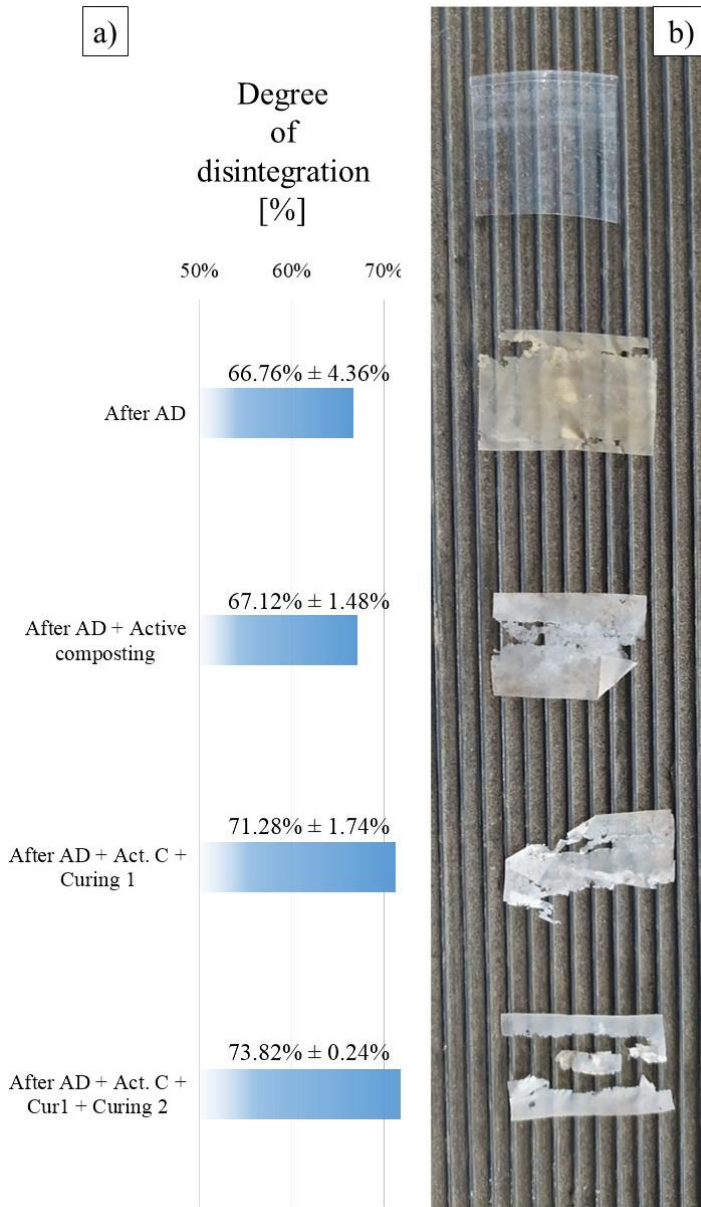 a)
b)
Degree
of
disintegration
[%]
50%
60%
70%
66.76% ± 4.36%
After AD
67.12% ± 1.48%
After AD + Active
composting
71.28% ± 1.74%
After AD + Act. C +
Curing 1
73.82% ± 0.24%
After AD + Act. C +
Cur1 + Curing 2